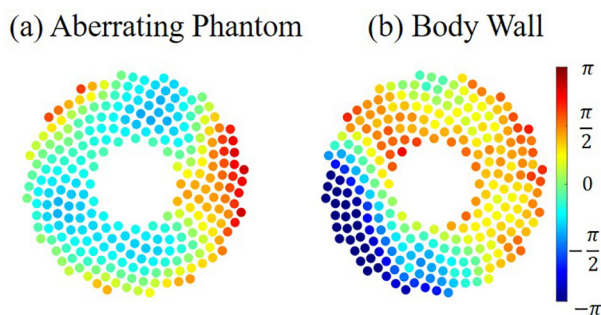 (a) Aberrating Phantom
(b) Body Wall
π
π/2
0
-π/2
-π